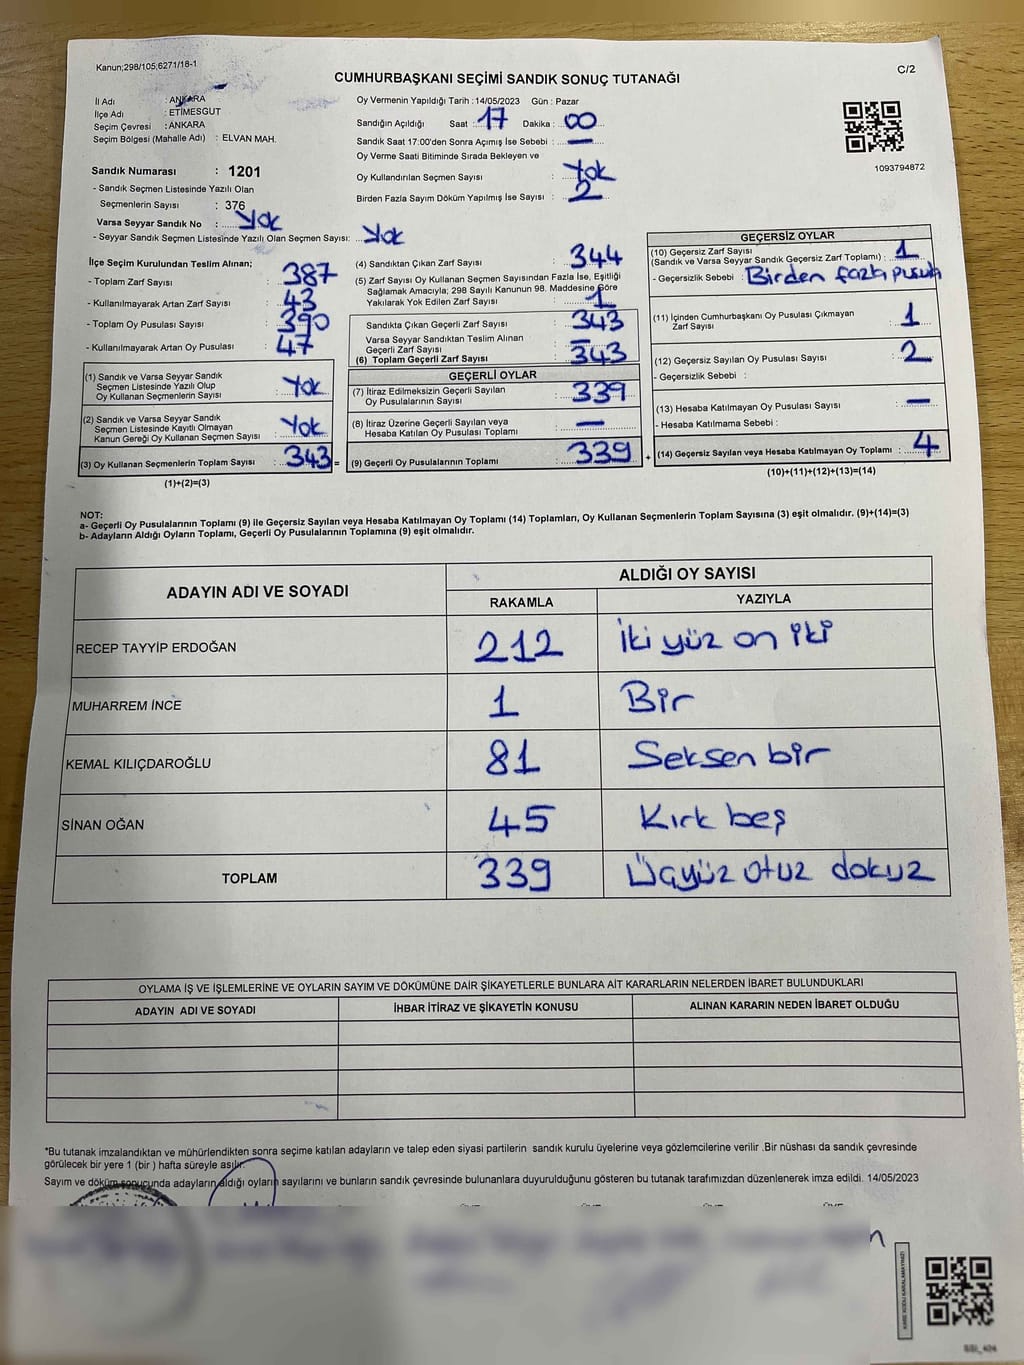 Kanun;298/105;6271/18-1
CUMHURBAŞKANI SEÇİMİ SANDIK SONUÇ TUTANAĞI
C/2
İl Adı : ANKARA
İlçe Adı : ETİMESGUT
Seçim Çevresi : ANKARA
Seçim Bölgesi (Mahalle Adı) : ELVAN MAH.
Sandık Numarası : 1201
- Sandık Seçmen Listesinde Yazılı Olan
Seçmenlerin Sayısı : 376
Varsa Seyyar Sandık No : Yok
- Seyyar Sandık Seçmen Listesinde Yazılı Olan Seçmen Sayısı: Yok
Oy Vermenin Yapıldığı Tarih : 14/05/2023 Gün : Pazar
Sandığın Açıldığı Saat : 17 Dakika : 00
Sandık Saat 17:00'den Sonra Açımış İse Sebebi : —
Oy Verme Saati Bitiminde Sırada Bekleyen ve
Oy Kullandırılan Seçmen Sayısı : Yok
Birden Fazla Sayım Döküm Yapılmış İse Sayısı : 2
1093794872
İlçe Seçim Kurulundan Teslim Alınan;
- Toplam Zarf Sayısı : 387
- Kullanılmayarak Artan Zarf Sayısı : 43
- Toplam Oy Pusulası Sayısı : 390
- Kullanılmayarak Artan Oy Pusulası : 47
(1) Sandık ve Varsa Seyyar Sandık
Seçmen Listesinde Yazılı Olup
Oy Kullanan Seçmenlerin Sayısı : Yok
(2) Sandık ve Varsa Seyyar Sandık
Seçmen Listesinde Kayıtlı Olmayan
Kanun Gereği Oy Kullanan Seçmen Sayısı : Yok
(3) Oy Kullanan Seçmenlerin Toplam Sayısı : 343 =
(1)+(2)=(3)
(4) Sandıktan Çıkan Zarf Sayısı : 344
(5) Zarf Sayısı Oy Kullanan Seçmen Sayısından Fazla İse, Eşitliği
Sağlamak Amacıyla; 298 Sayılı Kanunun 98. Maddesine Göre
Yakılarak Yok Edilen Zarf Sayısı : 1
Sandıkta Çıkan Geçerli Zarf Sayısı : 343
Varsa Seyyar Sandıktan Teslim Alınan
Geçerli Zarf Sayısı : —
(6) Toplam Geçerli Zarf Sayısı : 343
GEÇERLİ OYLAR
(7) İtiraz Edilmeksizin Geçerli Sayılan
Oy Pusulalarının Sayısı : 339
(8) İtiraz Üzerine Geçerli Sayılan veya
Hesaba Katılan Oy Pusulası Toplamı : —
(9) Geçerli Oy Pusulalarının Toplamı : 339 +
GEÇERSİZ OYLAR
(10) Geçersiz Zarf Sayısı
(Sandık ve Varsa Seyyar Sandık Geçersiz Zarf Toplamı) : 1
- Geçersizlik Sebebi : Birden fazla pusula
(11) İçinden Cumhurbaşkanı Oy Pusulası Çıkmayan
Zarf Sayısı : 1
(12) Geçersiz Sayılan Oy Pusulası Sayısı : 2
- Geçersizlik Sebebi :
(13) Hesaba Katılmayan Oy Pusulası Sayısı : —
- Hesaba Katılmama Sebebi :
(14) Geçersiz Sayılan veya Hesaba Katılmayan Oy Toplamı : 4
(10)+(11)+(12)+(13)=(14)
NOT:
a- Geçerli Oy Pusulalarının Toplamı (9) ile Geçersiz Sayılan veya Hesaba Katılmayan Oy Toplamı (14) Toplamları, Oy Kullanan Seçmenlerin Toplam Sayısına (3) eşit olmalıdır. (9)+(14)=(3)
b- Adayların Aldığı Oyların Toplamı, Geçerli Oy Pusulalarının Toplamına (9) eşit olmalıdır.
ADAYIN ADI VE SOYADI
ALDIĞI OY SAYISI
RAKAMLA YAZIYLA
RECEP TAYYİP ERDOĞAN 212 İki yüz on iki
MUHARREM İNCE 1 Bir
KEMAL KILIÇDAROĞLU 81 Seksen bir
SİNAN OĞAN 45 Kırk beş
TOPLAM 339 Üçyüz otuz dokuz
OYLAMA İŞ VE İŞLEMLERİNE VE OYLARIN SAYIM VE DÖKÜMÜNE DAİR ŞİKAYETLERLE BUNLARA AİT KARARLARIN NELERDEN İBARET BULUNDUKLARI
ADAYIN ADI VE SOYADI İHBAR İTİRAZ VE ŞİKAYETİN KONUSU ALINAN KARARIN NEDEN İBARET OLDUĞU
*Bu tutanak imzalandıktan ve mühürlendikten sonra seçime katılan adayların ve talep eden siyasi partilerin sandık kurulu üyelerine veya gözlemcilerine verilir .Bir nüshası da sandık çevresinde
görülecek bir yere 1 (bir ) hafta süreyle asılır.
Sayım ve döküm sonucunda adayların aldığı oyların sayılarını ve bunların sandık çevresinde bulunanlara duyurulduğunu gösteren bu tutanak tarafımızdan düzenlenerek imza edildi. 14/05/2023
KARE KODU KARALAMAYINIZ!